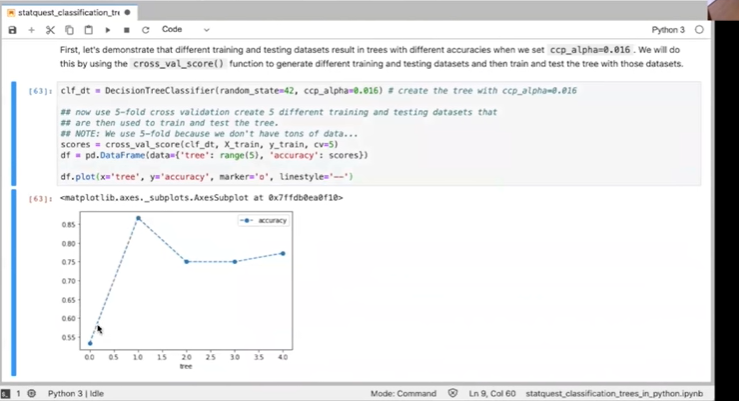 statquest_classification_tre
Code
Python 3
First, let's demonstrate that different training and testing datasets result in trees with different accuracies when we set ccp_alpha=0.016. We will do
this by using the cross_val_score() function to generate different training and testing datasets and then train and test the tree with those datasets.
[63]: clf_dt = DecisionTreeClassifier(random_state=42, ccp_alpha=0.016) # create the tree with ccp_alpha=0.016
## now use 5-fold cross validation create 5 different training and testing datasets that
## are then used to train and test the tree.
## NOTE: We use 5-fold because we don't have tons of data...
scores = cross_val_score(clf_dt, X_train, y_train, cv=5)
df = pd.DataFrame(data={'tree': range(5), 'accuracy': scores})
df.plot(x='tree', y='accuracy', marker='o', linestyle='--')
[63]: <matplotlib.axes._subplots.AxesSubplot at 0x7ffdb0ea0f10>
accuracy
0.85
0.80
0.75
0.70
0.65
0.60
0.55
0.0 0.5 1.0 1.5 2.0 2.5 3.0 3.5 4.0
tree
1 Python 3 | Idle Mode: Command Ln 9, Col 60 statquest_classification_trees_in_python.ipynb